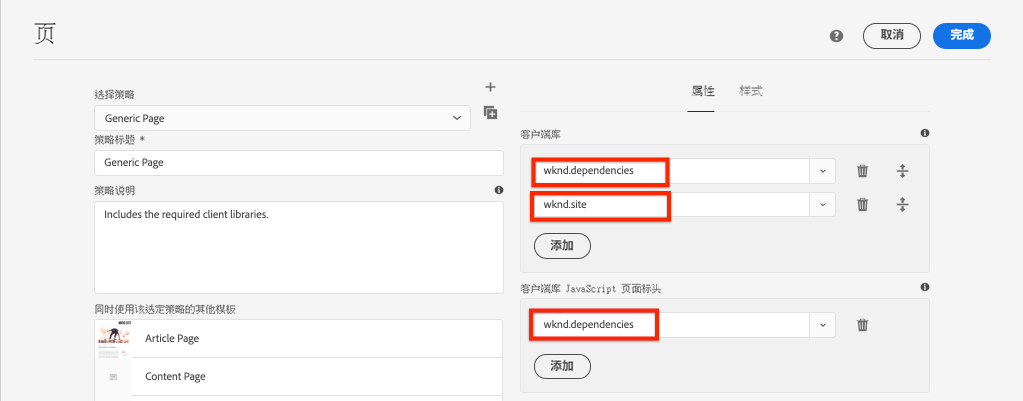 页
取消
完成
选择策略
Generic Page
策略标题 *
Generic Page
策略说明
Includes the required client libraries.
同时使用该选定策略的其他模板
Article Page
Content Page
属性
样式
客户端库
wknd.dependencies
wknd.site
添加
客户端库 JavaScript 页面标头
wknd.dependencies
添加